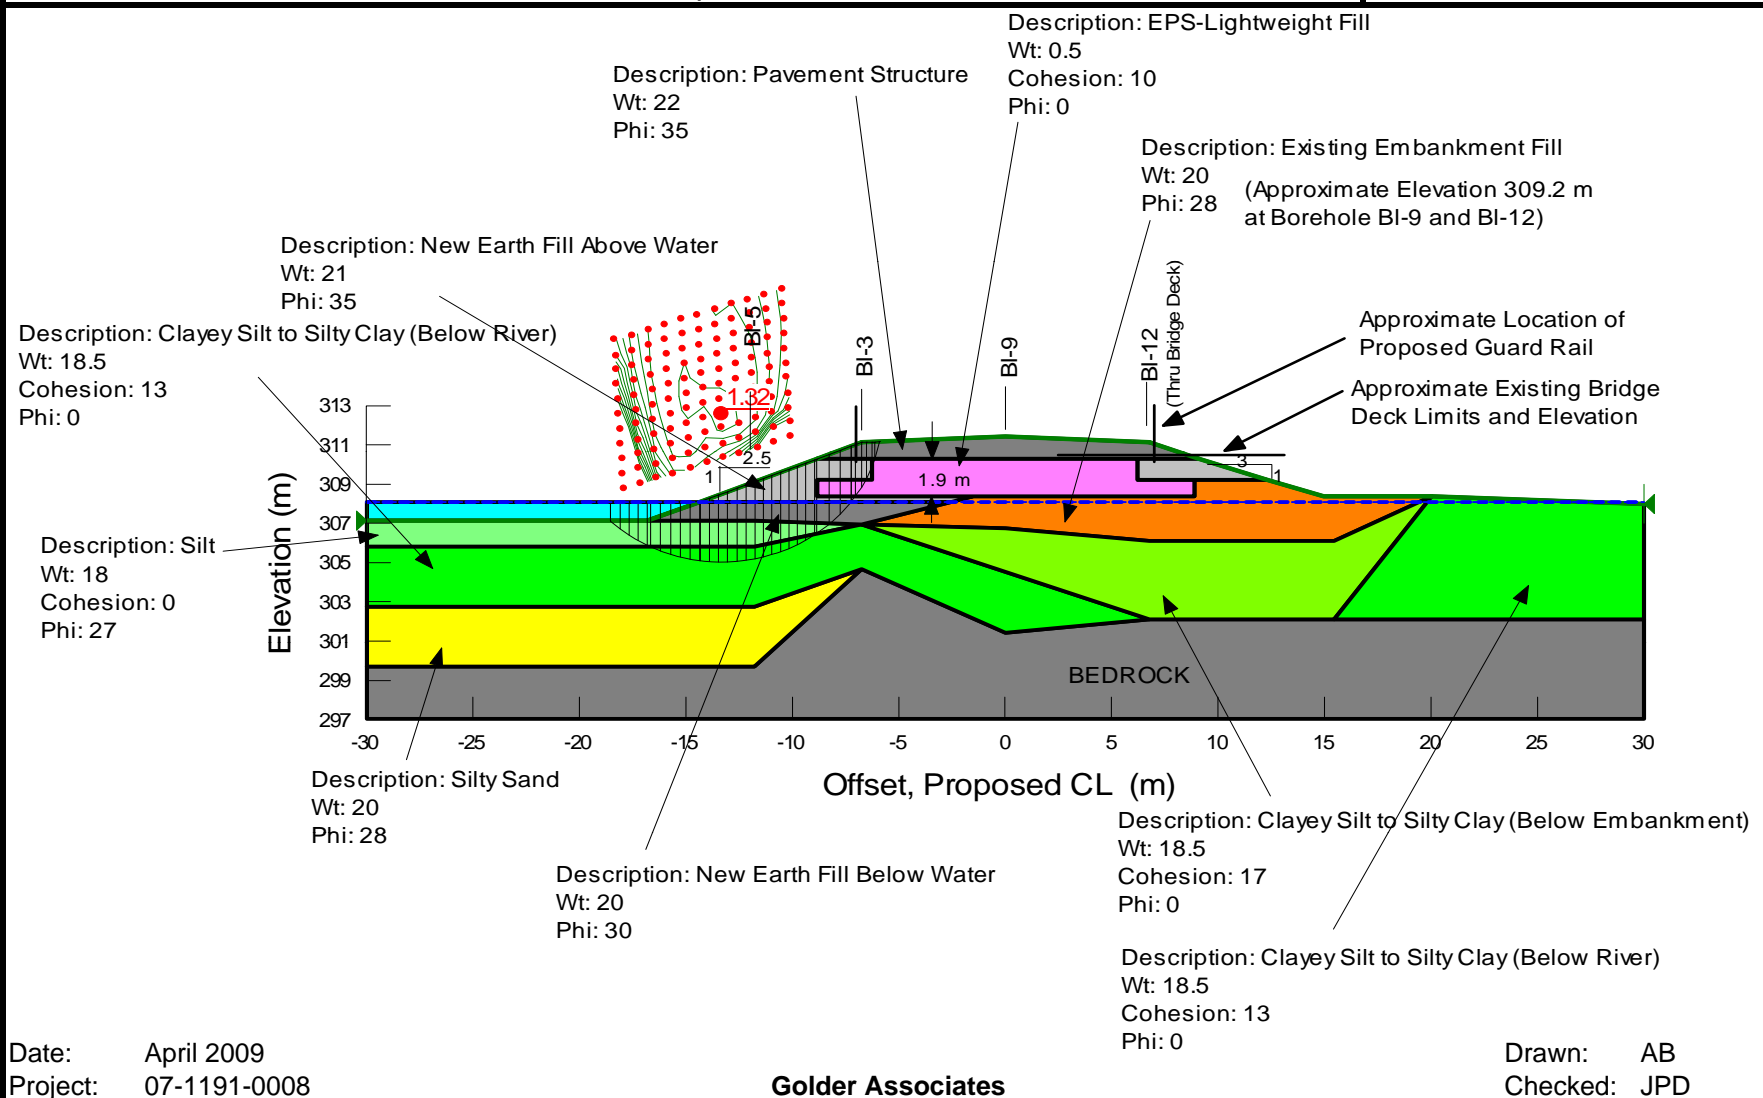 Description: EPS-Lightweight Fill
Wt: 0.5
Cohesion: 10
Phi: 0
Description: Pavement Structure
Wt: 22
Phi: 35
Description: Existing Embankment Fill
Wt: 20
Phi: 28
(Approximate Elevation 309.2 m
at Borehole BI-9 and BI-12)
Description: New Earth Fill Above Water
Wt: 21
Phi: 35
Description: Clayey Silt to Silty Clay (Below River)
Wt: 18.5
Cohesion: 13
Phi: 0
BI-5
BI-3
BI-9
BI-12
(Thru Bridge Deck)
Approximate Location of
Proposed Guard Rail
Approximate Existing Bridge
Deck Limits and Elevation
1.32
2.5
1
3
1
1.9 m
313
311
309
307
305
303
301
299
297
Elevation (m)
Description: Silt
Wt: 18
Cohesion: 0
Phi: 27
BEDROCK
-30 -25 -20 -15 -10 -5 0 5 10 15 20 25 30
Offset, Proposed CL (m)
Description: Silty Sand
Wt: 20
Phi: 28
Description: New Earth Fill Below Water
Wt: 20
Phi: 30
Description: Clayey Silt to Silty Clay (Below Embankment)
Wt: 18.5
Cohesion: 17
Phi: 0
Description: Clayey Silt to Silty Clay (Below River)
Wt: 18.5
Cohesion: 13
Phi: 0
Date: April 2009
Project: 07-1191-0008
Golder Associates
Drawn: AB
Checked: JPD